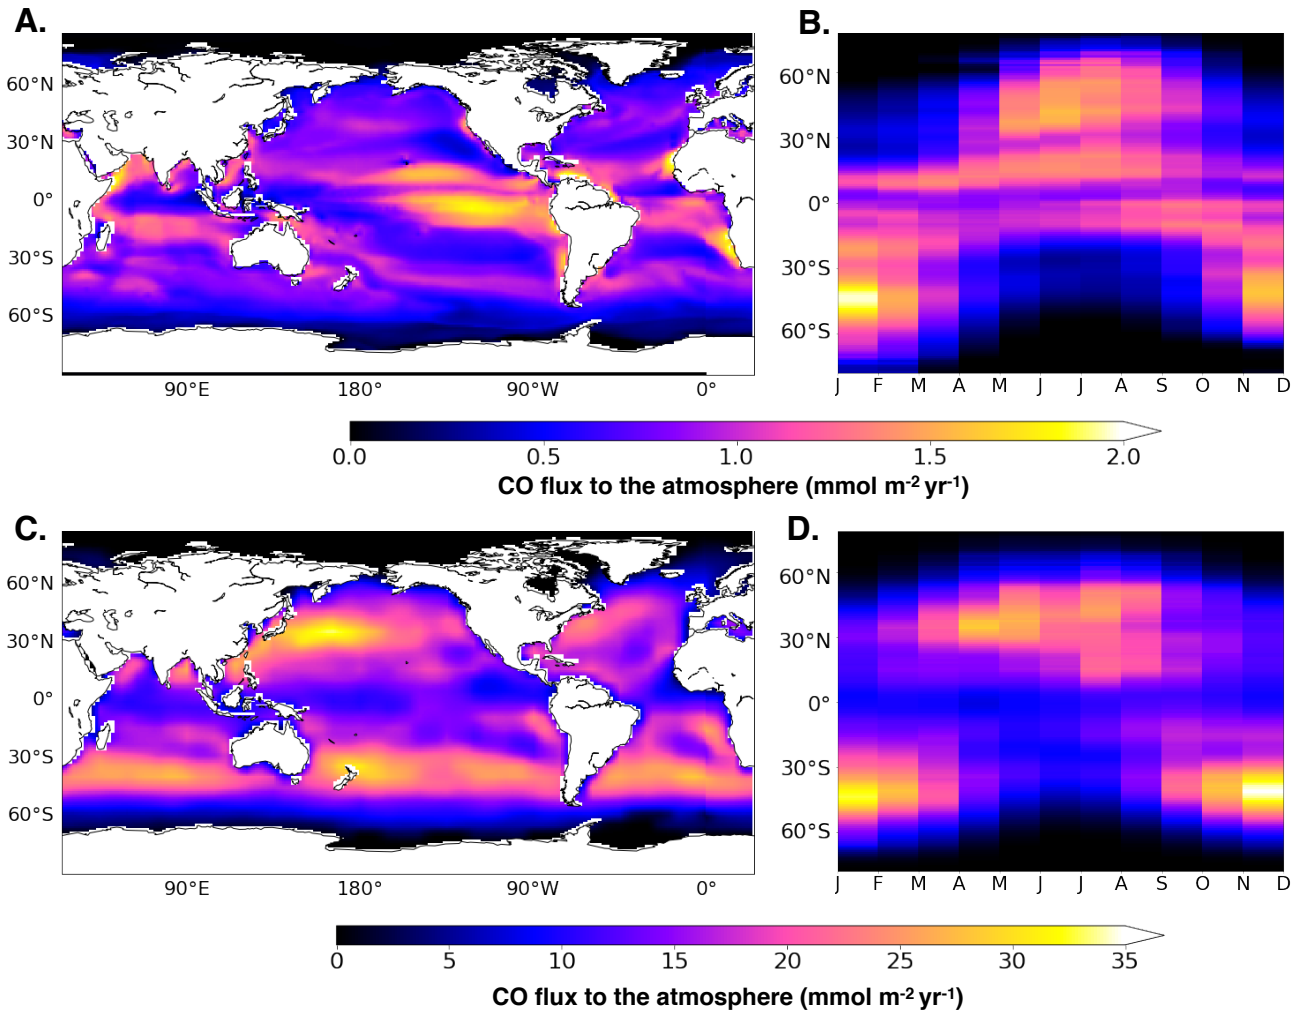 A.
B.
60°N
30°N
0°
30°S
60°S
90°E 180° 90°W 0°
60°N
30°N
0°
30°S
60°S
J F M A M J J A S O N D
0.0 0.5 1.0 1.5 2.0
CO flux to the atmosphere (mmol m-2 yr-1)
C.
D.
60°N
30°N
0°
30°S
60°S
90°E 180° 90°W 0°
60°N
30°N
0°
30°S
60°S
J F M A M J J A S O N D
0 5 10 15 20 25 30 35
CO flux to the atmosphere (mmol m-2 yr-1)